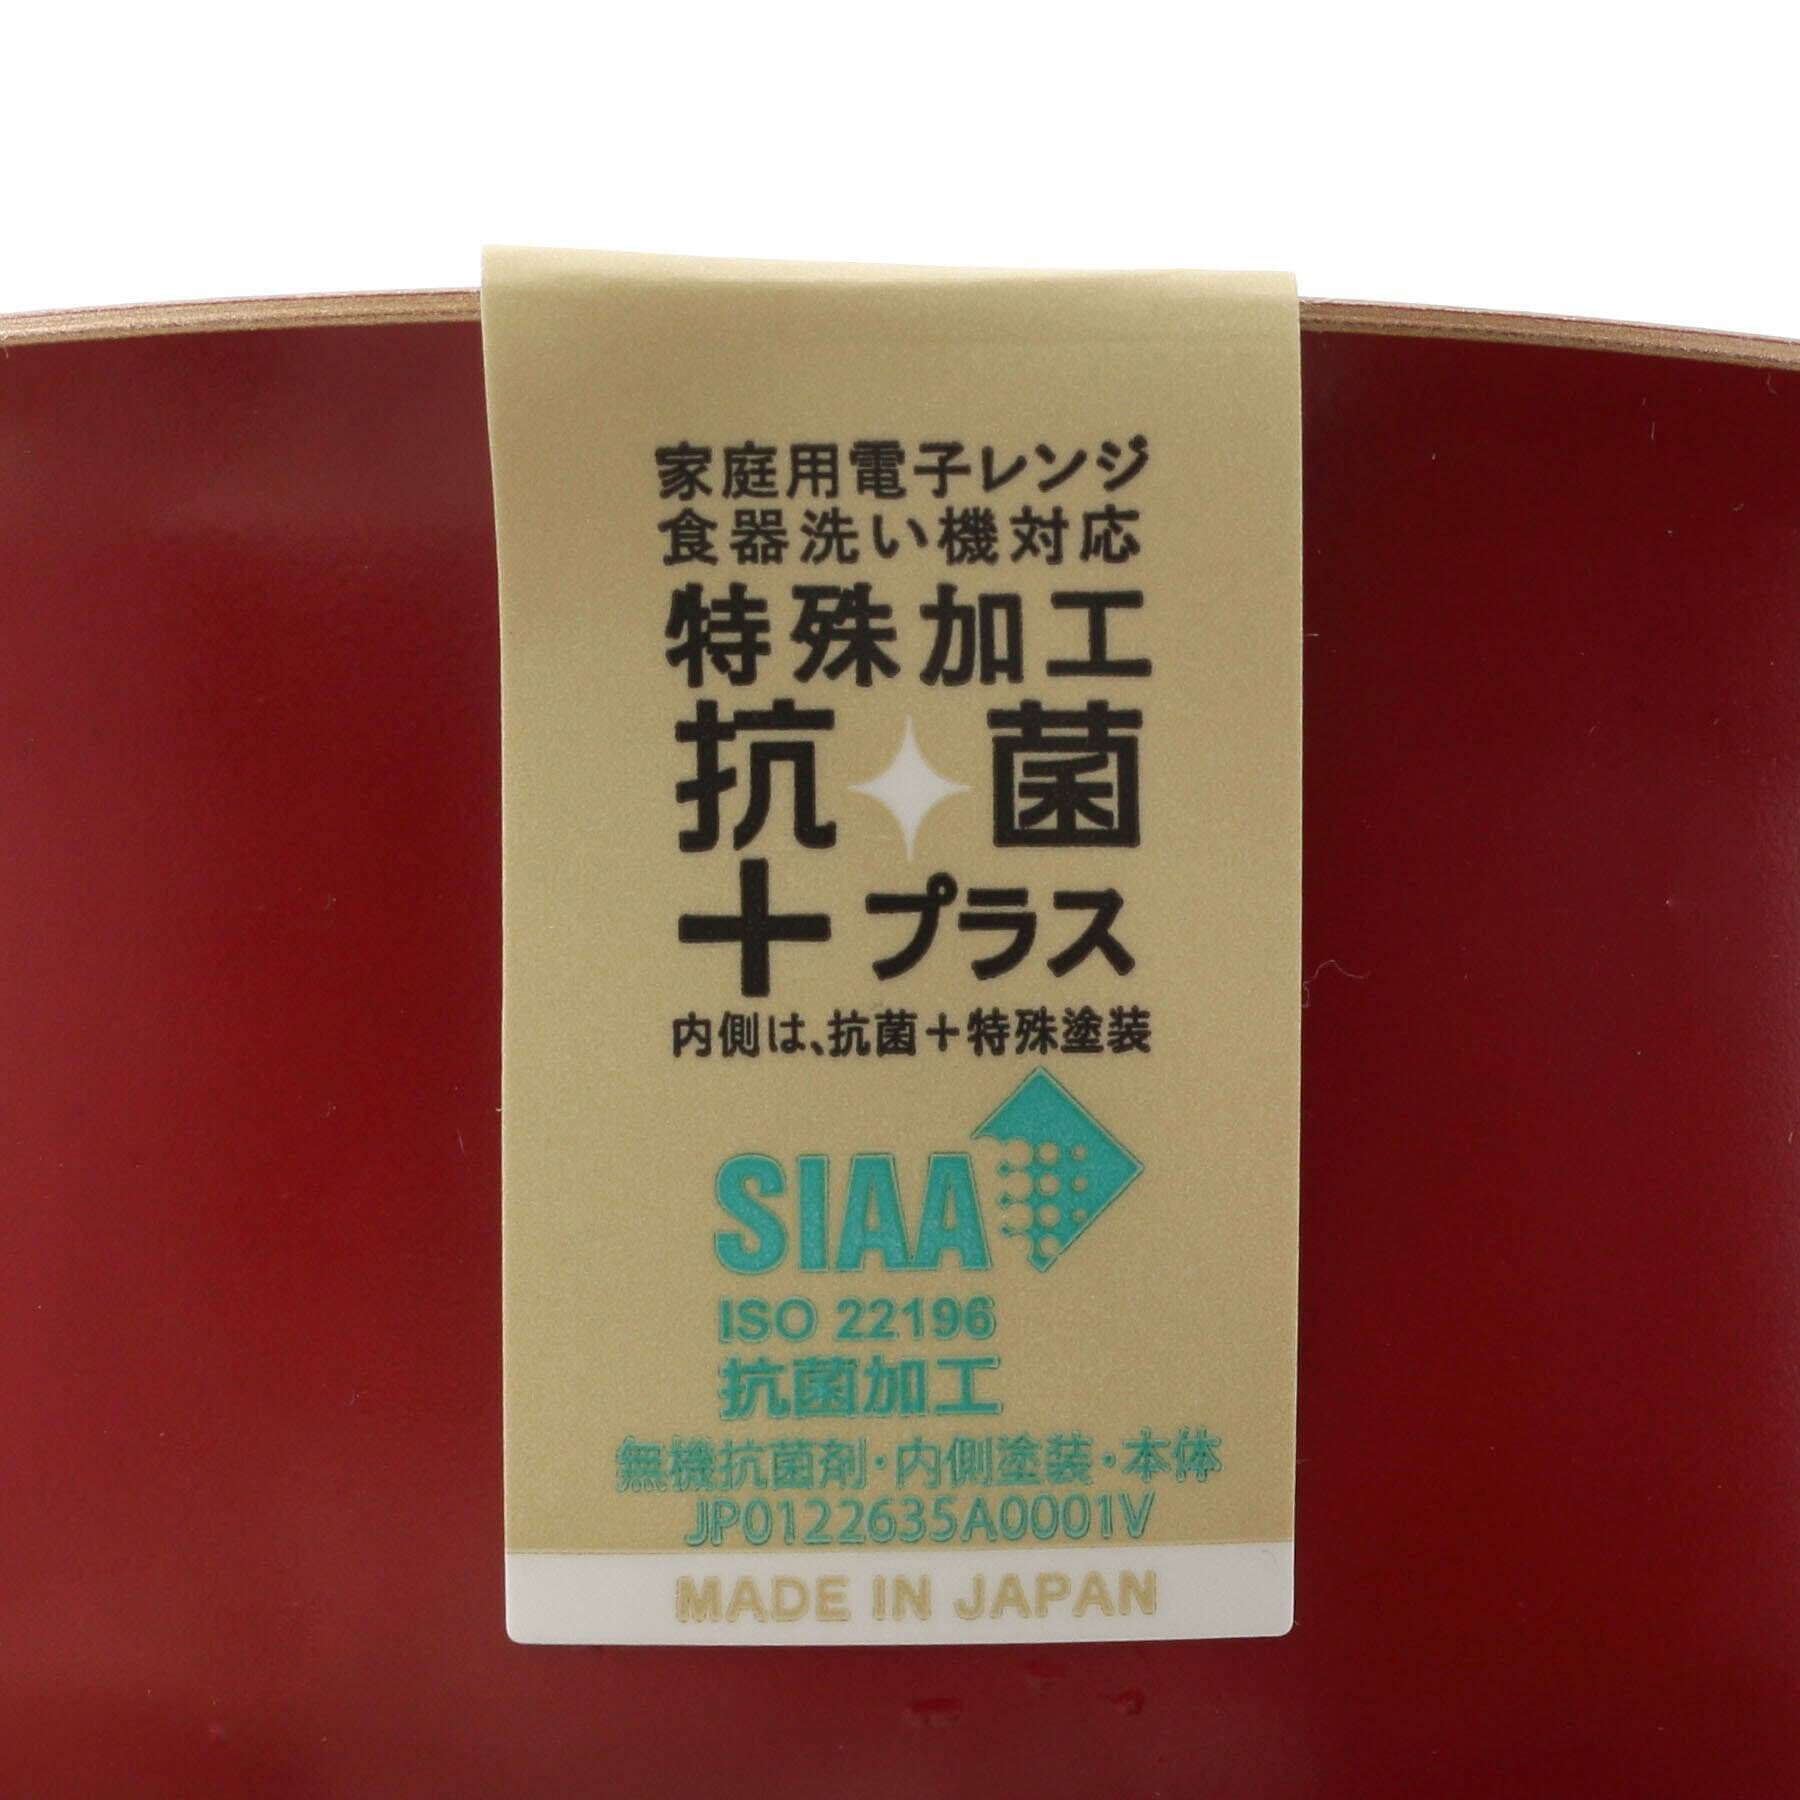 家庭用電子レンジ
食器洗い機対応
特殊加工
抗菌
＋プラス
内側は、抗菌＋特殊塗装
SIAA
ISO 22196
抗菌加工
無機抗菌剤・内側塗装・本体
JP0122635A0001V
MADE IN JAPAN